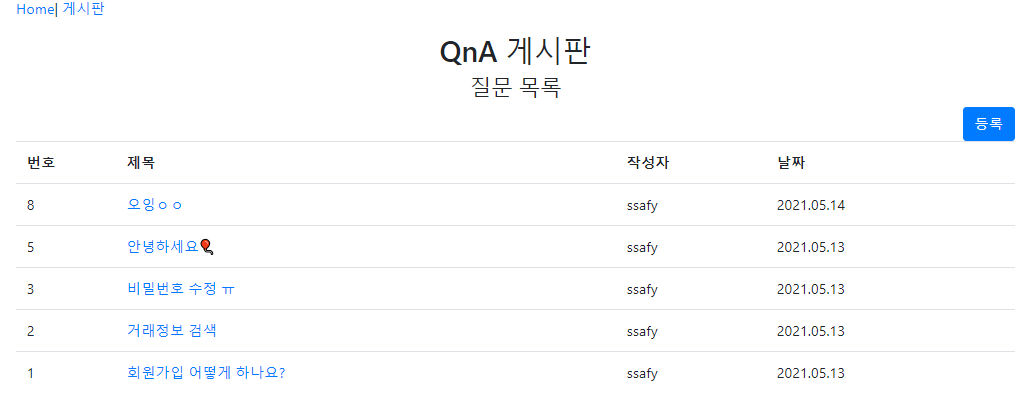 Home| 게시판
QnA 게시판
질문 목록
등록
번호 제목 작성자 날짜
8 오잉ㅇㅇ ssafy 2021.05.14
5 안녕하세요🎈 ssafy 2021.05.13
3 비밀번호 수정 ㅠ ssafy 2021.05.13
2 거래정보 검색 ssafy 2021.05.13
1 회원가입 어떻게 하나요? ssafy 2021.05.13